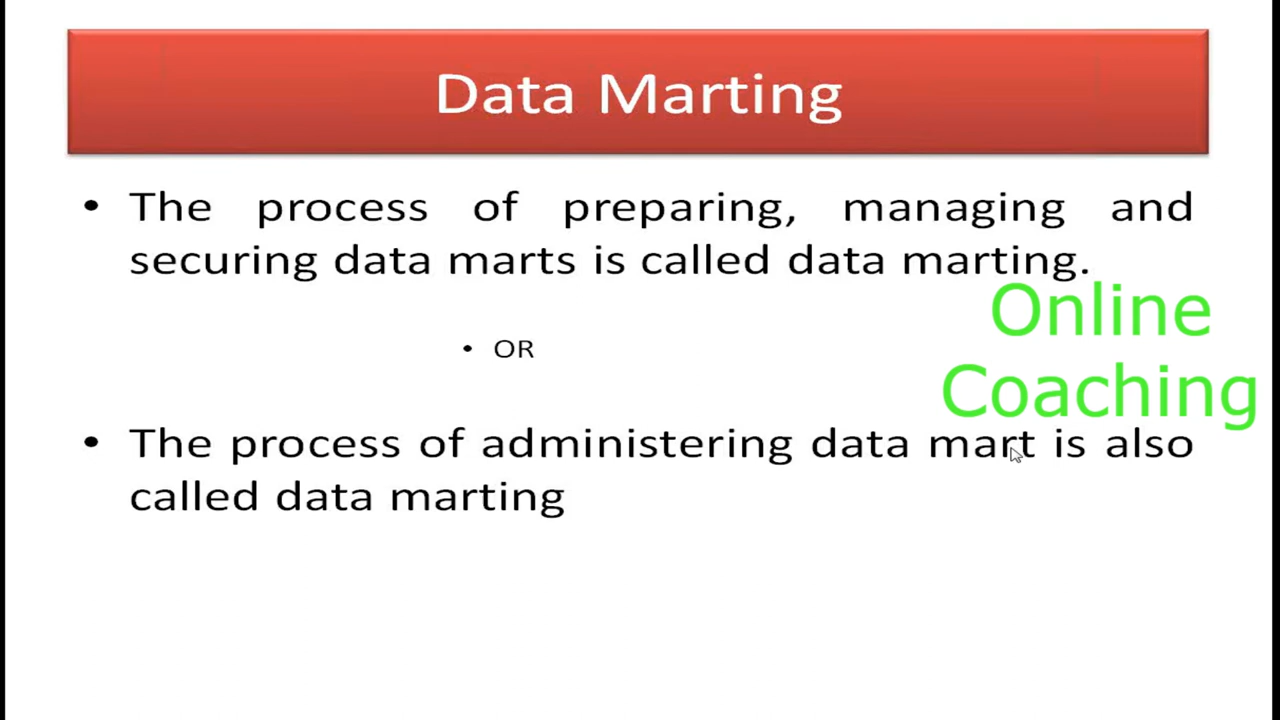 Data Marting
• The process of preparing, managing and
securing data marts is called data marting.
Online
• OR
Coaching
• The process of administering data mart is also
called data marting